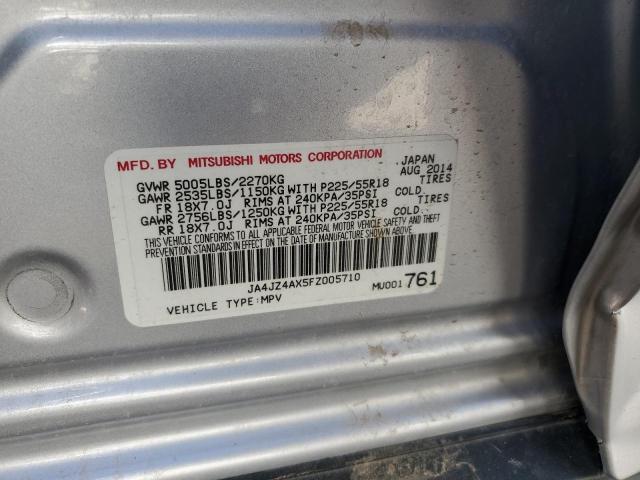 MFD. BY MITSUBISHI MOTORS CORPORATION JAPAN
GVWR 5005LBS/2270KG AUG 2014
GAWR 2535LBS/1150KG WITH P225/55R18 TIRES
FR 18X7.0J RIMS AT 240KPA/35PSI COLD
GAWR 2756LBS/1250KG WITH P225/55R18 TIRES
RR 18X7.0J RIMS AT 240KPA/35PSI COLD.
THIS VEHICLE CONFORMS TO ALL APPLICABLE FEDERAL MOTOR VEHICLE SAFETY AND THEFT
PREVENTION STANDARDS IN EFFECT ON THE DATE OF MANUFACTURE SHOWN ABOVE.
JA4JZ4AX5FZ005710 MU001761
VEHICLE TYPE:MPV